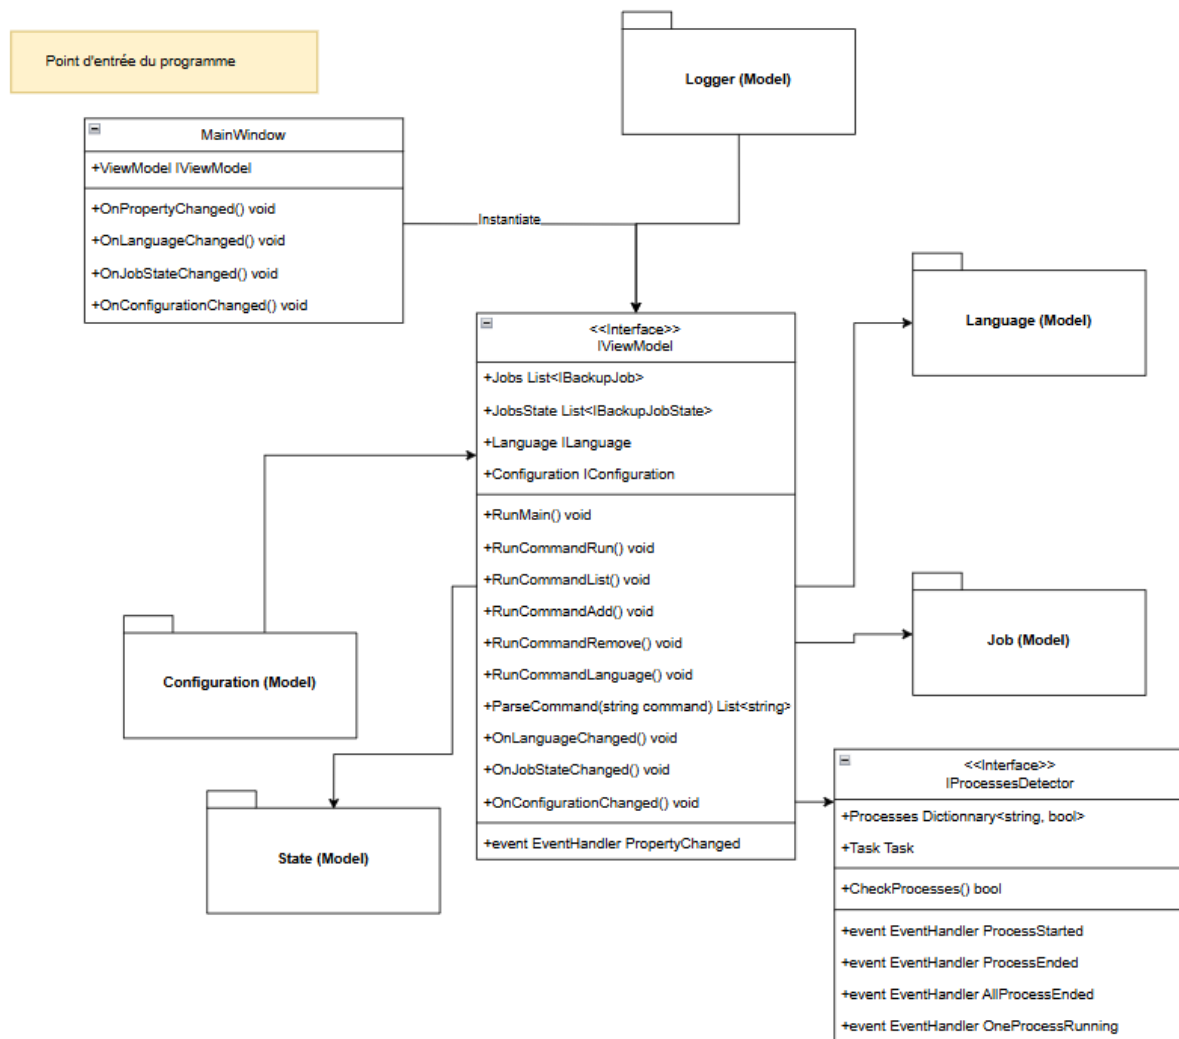 Point d'entrée du programme
Logger (Model)
MainWindow
+ViewModel IViewModel
+OnPropertyChanged() void
+OnLanguageChanged() void
+OnJobStateChanged() void
+OnConfigurationChanged() void
Instantiate
Language (Model)
<<Interface>>
IViewModel
+Jobs List<IBackupJob>
+JobsState List<IBackupJobState>
+Language ILanguage
+Configuration IConfiguration
+RunMain() void
+RunCommandRun() void
+RunCommandList() void
+RunCommandAdd() void
+RunCommandRemove() void
+RunCommandLanguage() void
+ParseCommand(string command) List<string>
+OnLanguageChanged() void
+OnJobStateChanged() void
+OnConfigurationChanged() void
+event EventHandler PropertyChanged
Job (Model)
Configuration (Model)
State (Model)
<<Interface>>
IProcessesDetector
+Processes Dictionnary<string, bool>
+Task Task
+CheckProcesses() bool
+event EventHandler ProcessStarted
+event EventHandler ProcessEnded
+event EventHandler AllProcessEnded
+event EventHandler OneProcessRunning